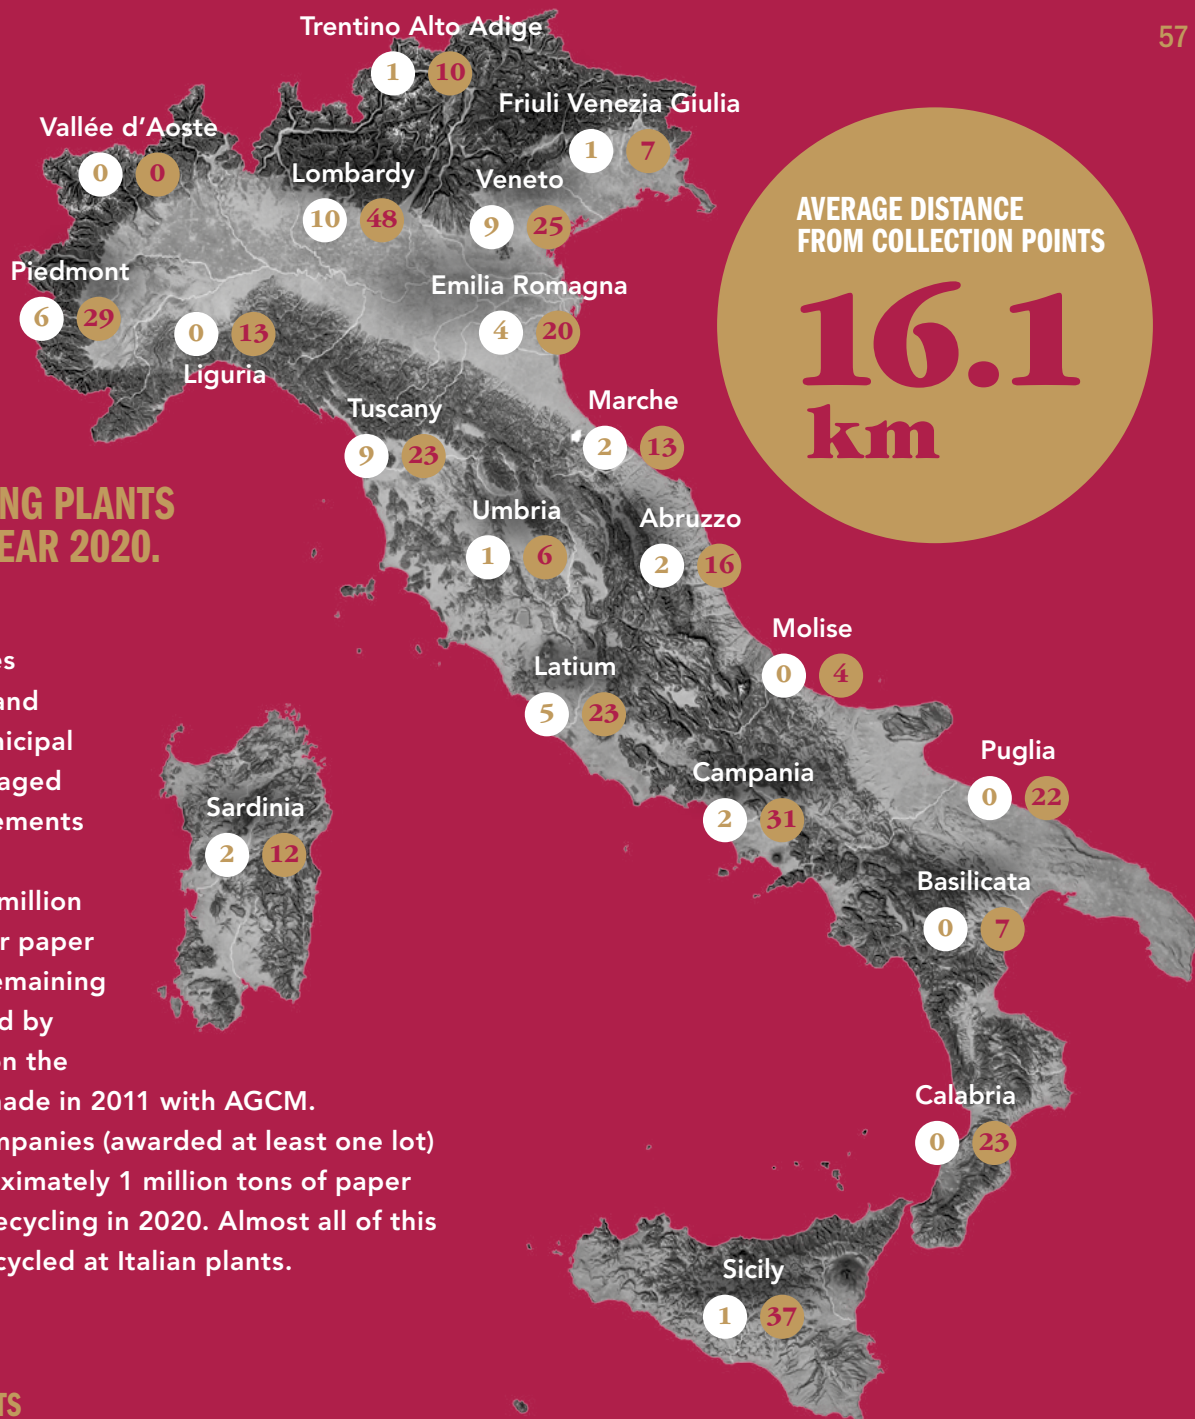 57
Trentino Alto Adige
1 10
Friuli Venezia Giulia
1 7
Vallée d'Aoste
0 0
Lombardy
10 48
Veneto
9 25
AVERAGE DISTANCE
FROM COLLECTION POINTS
16.1
km
Piedmont
6 29
Emilia Romagna
4 20
0 13
Liguria
Tuscany
9 23
Marche
2 13
NG PLANTS
EAR 2020.
Umbria
1 6
Abruzzo
2 16
Molise
0 4
Latium
5 23
Puglia
0 22
Campania
2 31
Sardinia
2 12
Basilicata
0 7
Calabria
0 23
Sicily
1 37
es
and
nicipal
aged
ements
million
r paper
emaining
d by
on the
nade in 2011 with AGCM.
mpanies (awarded at least one lot)
ximately 1 million tons of paper
ecycling in 2020. Almost all of this
cycled at Italian plants.
TS